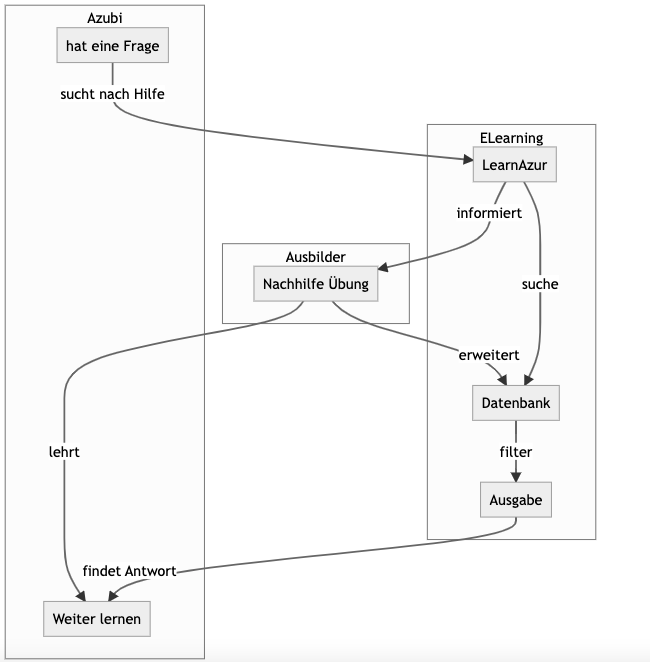 Azubi
hat eine Frage
sucht nach Hilfe
ELearning
LearnAzur
informiert
Ausbilder
Nachhilfe Übung
suche
erweitert
Datenbank
lehrt
filter
Ausgabe
findet Antwort
Weiter lernen